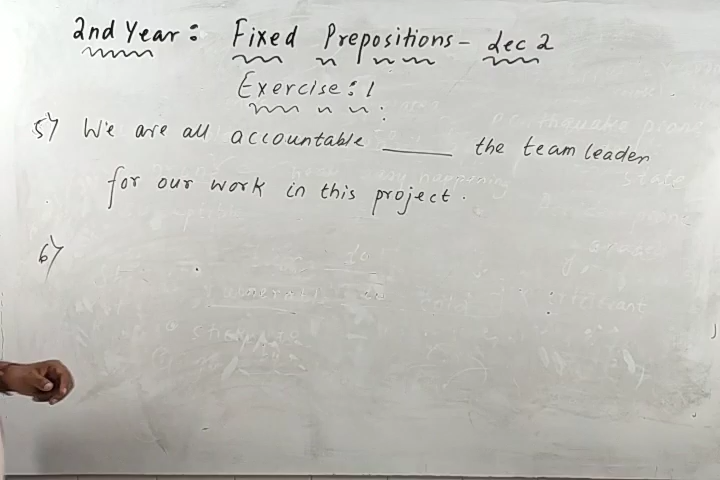 2nd Year: Fixed Prepositions - Lec 2
Exercise: 1
5) We are all accountable ______ the team leader
for our work in this project.
6)